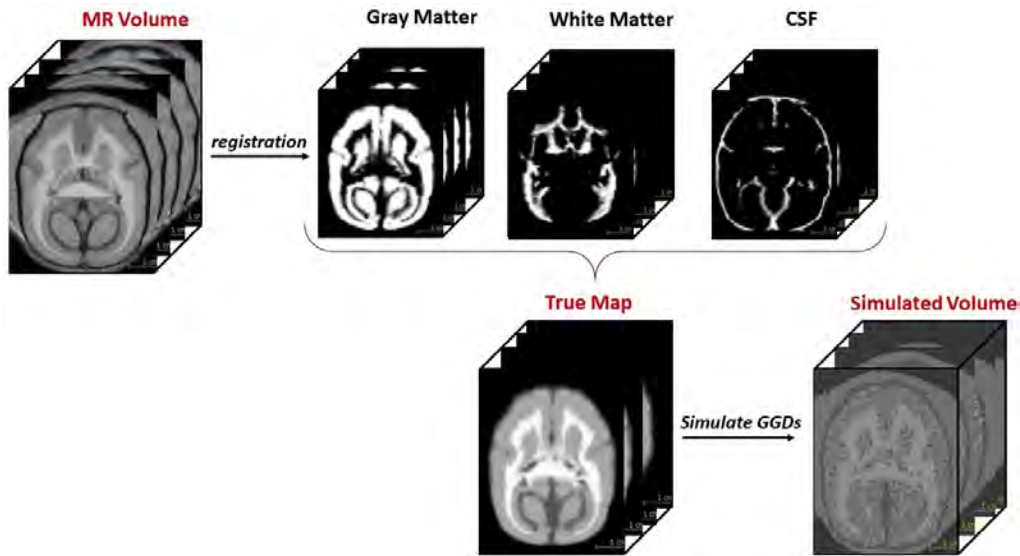 MR Volume
Gray Matter
White Matter
CSF
registration
True Map
Simulated Volume
Simulate GGDs